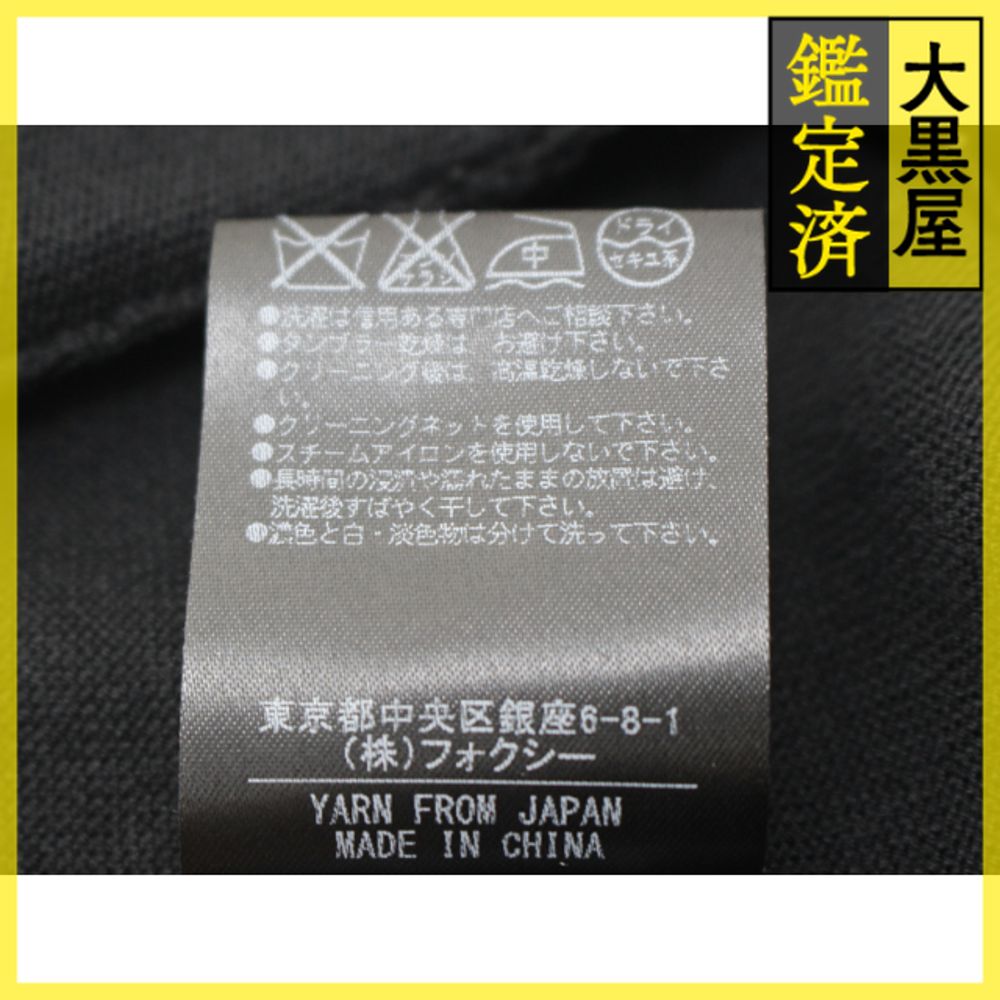 鑑定済
大黒屋
エンソ
サラシ
中
ドライ
セキユ系
●洗濯は信用ある専門店へご相談下さい。
●タンブラー乾燥は お避け下さい。
●クリーニング後は、高温乾燥しないで下さ
い。
●クリーニングネットを使用して下さい。
●スチームアイロンを使用しないで下さい。
●長時間の浸漬や濡れたままの放置は避け、
洗濯後すばやく干して下さい。
●濃色と白・淡色物は分けて洗って下さい。
東京都中央区銀座6-8-1
(株)フォクシー
YARN FROM JAPAN
MADE IN CHINA